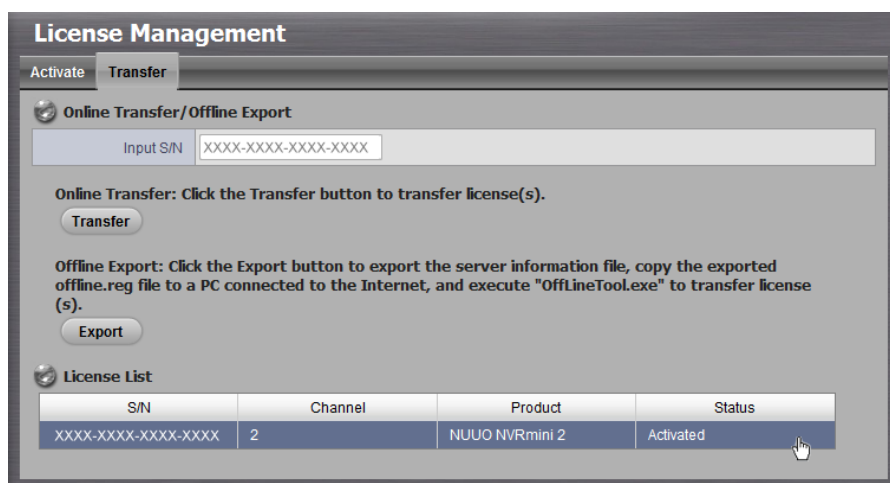 License Management
Activate Transfer
Online Transfer/Offline Export
Input S/N XXXX-XXXX-XXXX-XXXX
Online Transfer: Click the Transfer button to transfer license(s).
Transfer
Offline Export: Click the Export button to export the server information file, copy the exported
offline.reg file to a PC connected to the Internet, and execute "OffLineTool.exe" to transfer license
(s).
Export
License List
S/N Channel Product Status
XXXX-XXXX-XXXX-XXXX 2 NUUO NVRmini 2 Activated